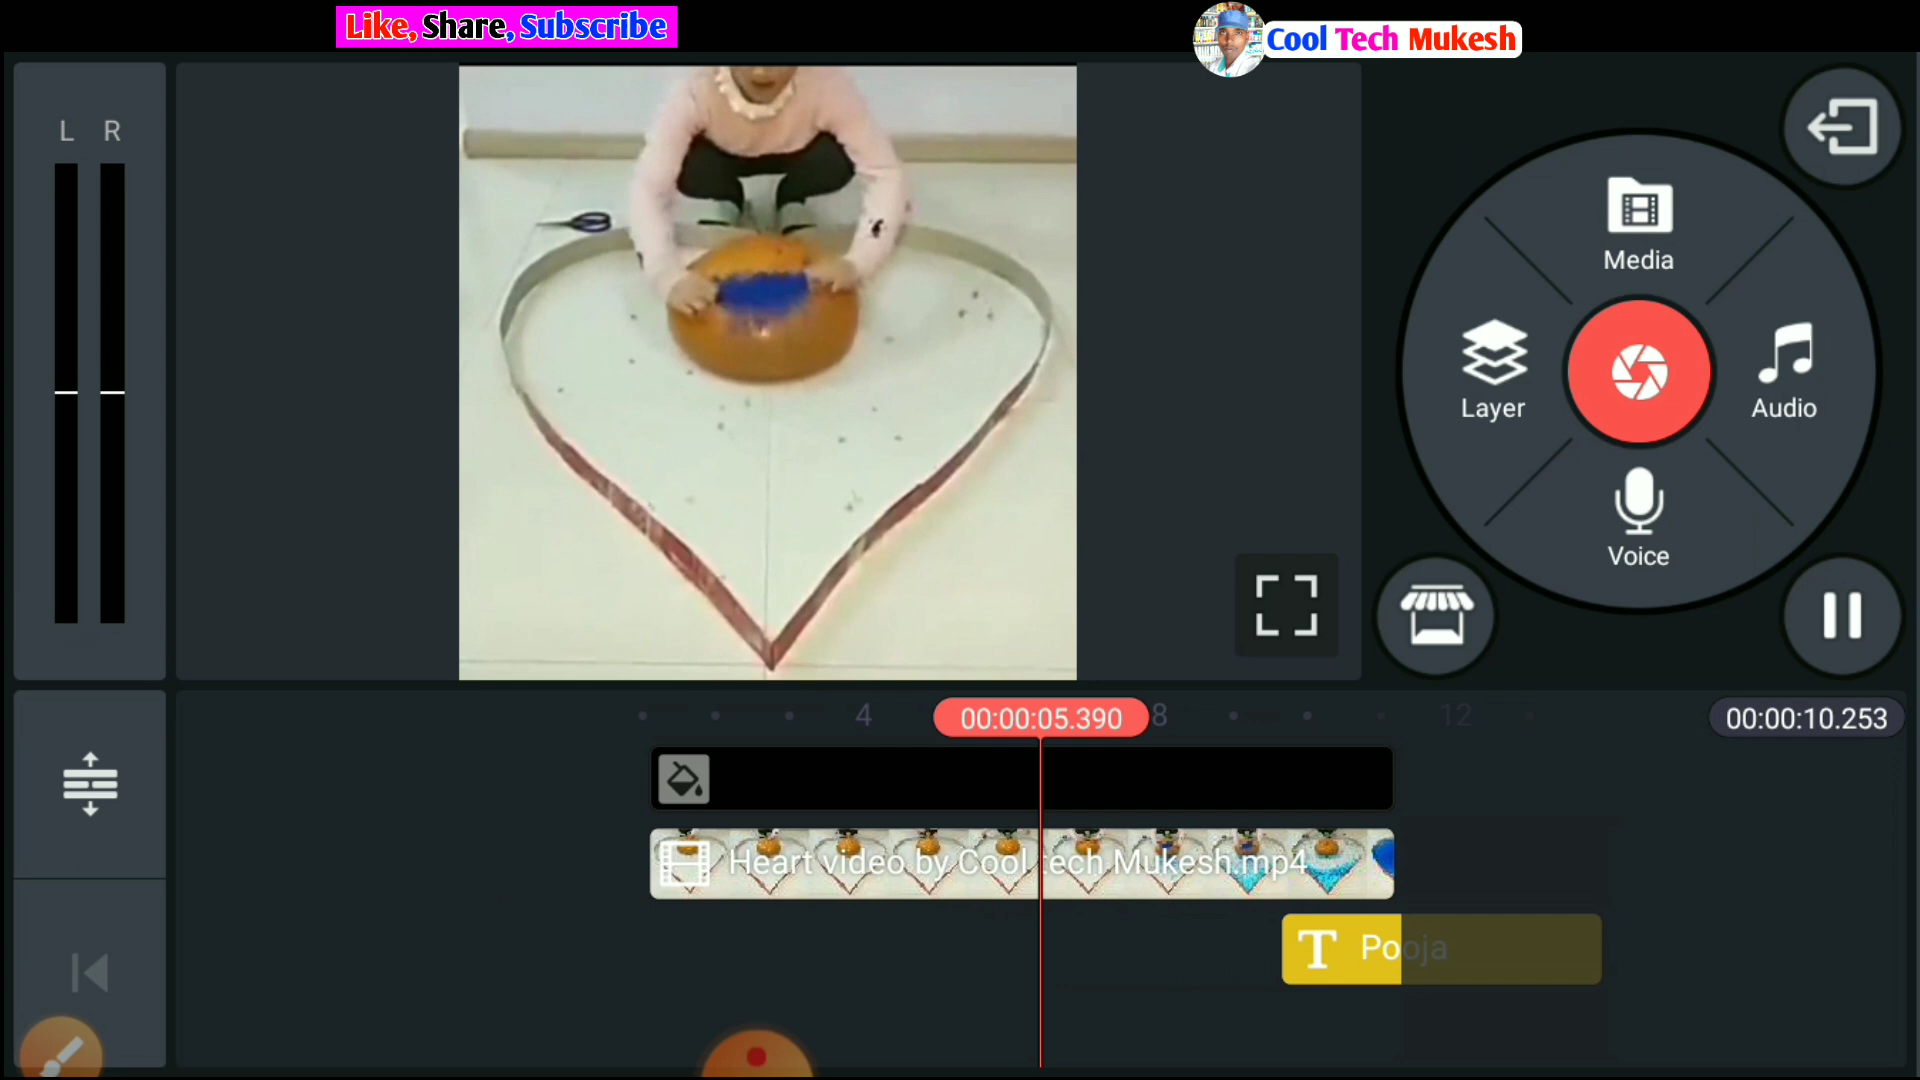 Like, Share, Subscribe
Cool Tech Mukesh
L R
Media
Layer
Audio
Voice
4
00:00:05.390
8
12
00:00:10.253
Heart video by Cool tech Mukesh.mp4
T Pooja